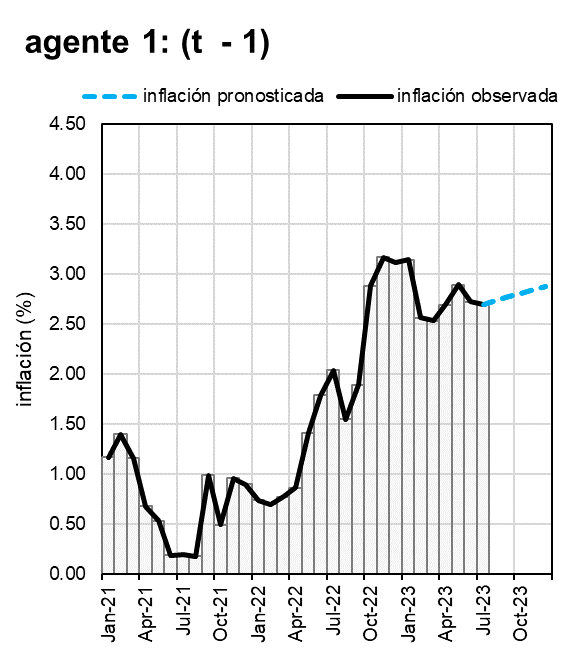 agente 1: (t - 1)
inflación pronosticada
inflación observada
4.50
4.00
3.50
3.00
2.50
2.00
1.50
1.00
0.50
0.00
inflación (%)
Jan-21
Apr-21
Jul-21
Oct-21
Jan-22
Apr-22
Jul-22
Oct-22
Jan-23
Apr-23
Jul-23
Oct-23